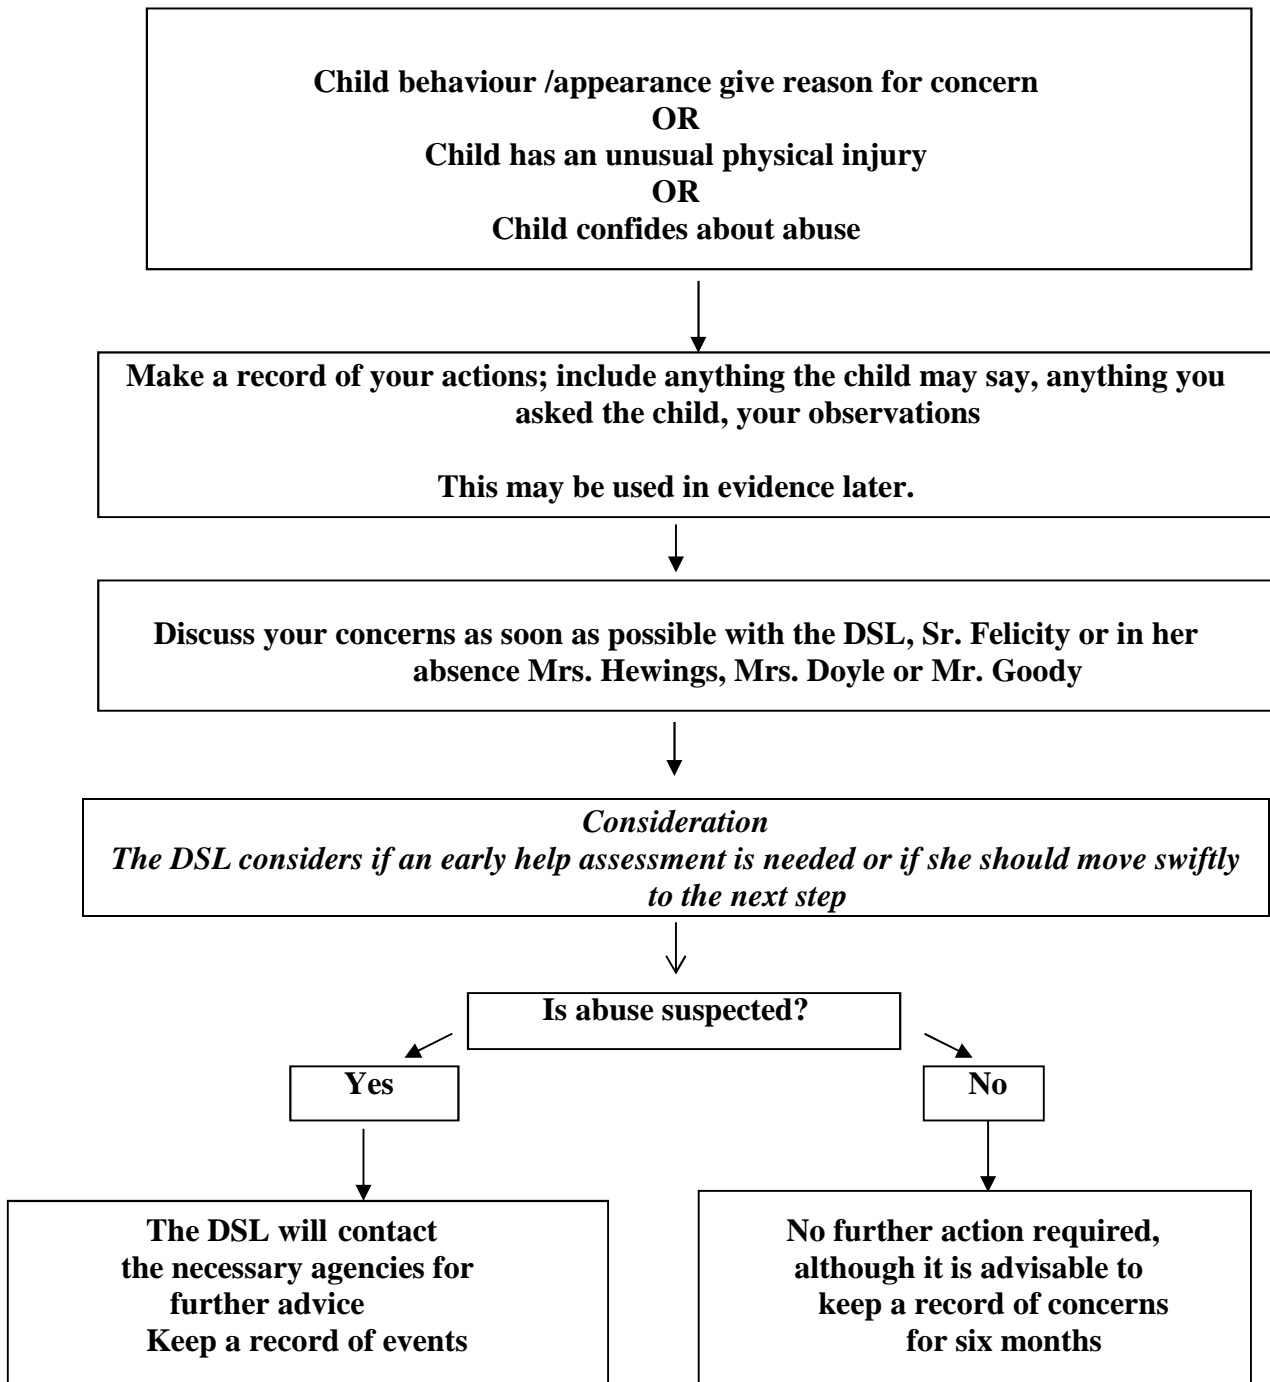 Child behaviour /appearance give reason for concern
OR
Child has an unusual physical injury
OR
Child confides about abuse
Make a record of your actions; include anything the child may say, anything you
asked the child, your observations
This may be used in evidence later.
Discuss your concerns as soon as possible with the DSL, Sr. Felicity or in her
absence Mrs. Hewings, Mrs. Doyle or Mr. Goody
Consideration
The DSL considers if an early help assessment is needed or if she should move swiftly
to the next step
Is abuse suspected?
Yes
No
The DSL will contact
the necessary agencies for
further advice
Keep a record of events
No further action required,
although it is advisable to
keep a record of concerns
for six months